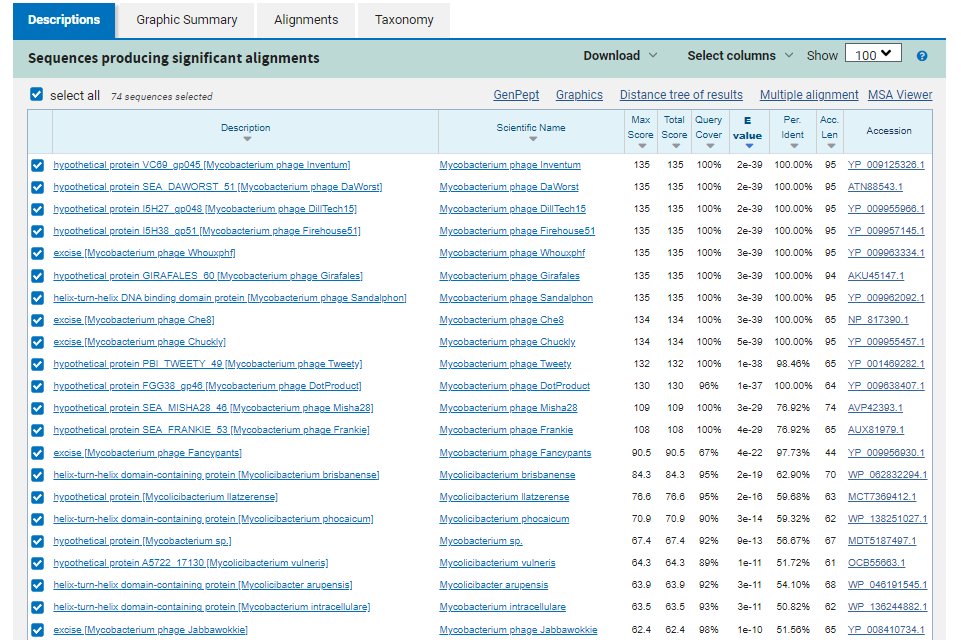 Descriptions Graphic Summary Alignments Taxonomy
Sequences producing significant alignments Download Select columns Show 100 ?
select all 74 sequences selected GenPept Graphics Distance tree of results Multiple alignment MSA Viewer
Description Scientific Name Max Score Total Score Query Cover E value Per. Ident Acc. Len Accession
hypothetical protein VC69_gp045 [Mycobacterium phage Inventum] Mycobacterium phage Inventum 135 135 100% 2e-39 100.00% 95 YP_009125326.1
hypothetical protein SEA_DAWORST_51 [Mycobacterium phage DaWorst] Mycobacterium phage DaWorst 135 135 100% 2e-39 100.00% 95 ATN88543.1
hypothetical protein I5H27_gp048 [Mycobacterium phage DillTech15] Mycobacterium phage DillTech15 135 135 100% 2e-39 100.00% 95 YP_009955966.1
hypothetical protein I5H38_gp51 [Mycobacterium phage Firehouse51] Mycobacterium phage Firehouse51 135 135 100% 2e-39 100.00% 95 YP_009957145.1
excise [Mycobacterium phage Whouxphf] Mycobacterium phage Whouxphf 135 135 100% 3e-39 100.00% 95 YP_009963334.1
hypothetical protein GIRAFALES_60 [Mycobacterium phage Girafales] Mycobacterium phage Girafales 135 135 100% 3e-39 100.00% 94 AKU45147.1
helix-turn-helix DNA binding domain protein [Mycobacterium phage Sandalphon] Mycobacterium phage Sandalphon 135 135 100% 3e-39 100.00% 95 YP_009962092.1
excise [Mycobacterium phage Che8] Mycobacterium phage Che8 134 134 100% 3e-39 100.00% 65 NP_817390.1
excise [Mycobacterium phage Chuckly] Mycobacterium phage Chuckly 134 134 100% 5e-39 100.00% 95 YP_009955457.1
hypothetical protein PBI_TWEETY_49 [Mycobacterium phage Tweety] Mycobacterium phage Tweety 132 132 100% 1e-38 98.46% 65 YP_001469282.1
hypothetical protein FGG38_gp46 [Mycobacterium phage DotProduct] Mycobacterium phage DotProduct 130 130 96% 1e-37 100.00% 64 YP_009638407.1
hypothetical protein SEA_MISHA28_46 [Mycobacterium phage Misha28] Mycobacterium phage Misha28 109 109 100% 3e-29 76.92% 74 AVP42393.1
hypothetical protein SEA_FRANKIE_53 [Mycobacterium phage Frankie] Mycobacterium phage Frankie 108 108 100% 4e-29 76.92% 65 AUX81979.1
excise [Mycobacterium phage Fancypants] Mycobacterium phage Fancypants 90.5 90.5 67% 4e-22 97.73% 44 YP_009956930.1
helix-turn-helix domain-containing protein [Mycolicibacterium brisbanense] Mycolicibacterium brisbanense 84.3 84.3 95% 2e-19 62.90% 70 WP_062832294.1
hypothetical protein [Mycolicibacterium llatzerense] Mycolicibacterium llatzerense 76.6 76.6 95% 2e-16 59.68% 63 MCT7369412.1
helix-turn-helix domain-containing protein [Mycolicibacterium phocaicum] Mycolicibacterium phocaicum 70.9 70.9 90% 3e-14 59.32% 62 WP_138251027.1
hypothetical protein [Mycobacterium sp.] Mycobacterium sp. 67.4 67.4 92% 9e-13 56.67% 67 MDT5187497.1
hypothetical protein A5722_17130 [Mycolicibacterium vulneris] Mycolicibacterium vulneris 64.3 64.3 89% 1e-11 51.72% 61 OCB55663.1
helix-turn-helix domain-containing protein [Mycolicibacter arupensis] Mycolicibacter arupensis 63.9 63.9 92% 3e-11 54.10% 68 WP_046191545.1
helix-turn-helix domain-containing protein [Mycobacterium intracellulare] Mycobacterium intracellulare 63.5 63.5 93% 3e-11 50.82% 62 WP_136244882.1
excise [Mycobacterium phage Jabbawokkie] Mycobacterium phage Jabbawokkie 62.4 62.4 98% 1e-10 51.56% 65 YP_008410734.1